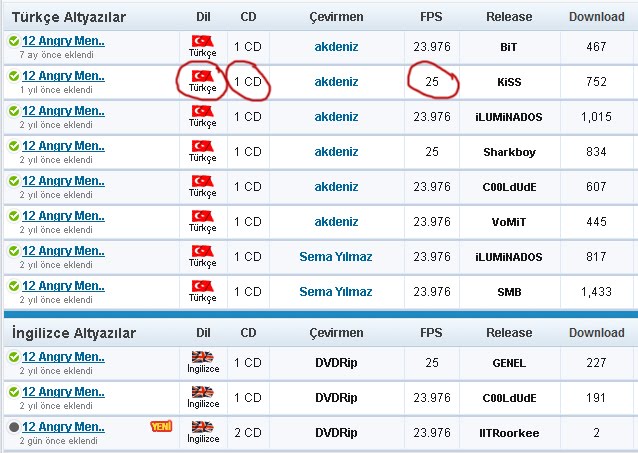 Türkçe Altyazılar Dil CD Çevirmen FPS Release Download
12 Angry Men.. 1 CD akdeniz 23.976 BiT 467
7 ay önce eklendi Türkçe
12 Angry Men.. 1 CD akdeniz 25 KiSS 752
1 yıl önce eklendi Türkçe
12 Angry Men.. 1 CD akdeniz 23.976 iLUMiNADOS 1,015
2 yıl önce eklendi Türkçe
12 Angry Men.. 1 CD akdeniz 25 Sharkboy 834
2 yıl önce eklendi Türkçe
12 Angry Men.. 1 CD akdeniz 23.976 C00LdUdE 607
2 yıl önce eklendi Türkçe
12 Angry Men.. 1 CD akdeniz 23.976 VoMiT 445
2 yıl önce eklendi Türkçe
12 Angry Men.. 1 CD Sema Yılmaz 23.976 iLUMiNADOS 817
2 yıl önce eklendi Türkçe
12 Angry Men.. 1 CD Sema Yılmaz 23.976 SMB 1,433
2 yıl önce eklendi Türkçe
İngilizce Altyazılar Dil CD Çevirmen FPS Release Download
12 Angry Men.. 1 CD DVDRip 25 GENEL 227
2 yıl önce eklendi İngilizce
12 Angry Men.. 1 CD DVDRip 23.976 C00LdUdE 191
2 yıl önce eklendi İngilizce
12 Angry Men.. YENİ 2 CD DVDRip 23.976 IITRoorkee 2
2 gün önce eklendi İngilizce